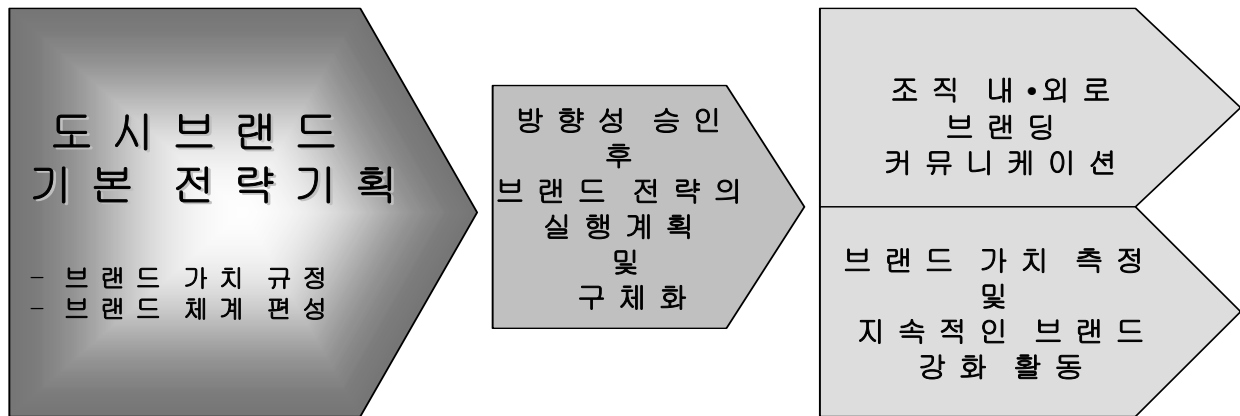 도시브랜드
기본 전략기획
- 브랜드 가치 규정
- 브랜드 체계 편성
방향성 승인
후
브랜드 전략의
실행계획
및
구체화
조직 내•외로
브랜딩
커뮤니케이션
브랜드 가치 측정
및
지속적인 브랜드
강화 활동